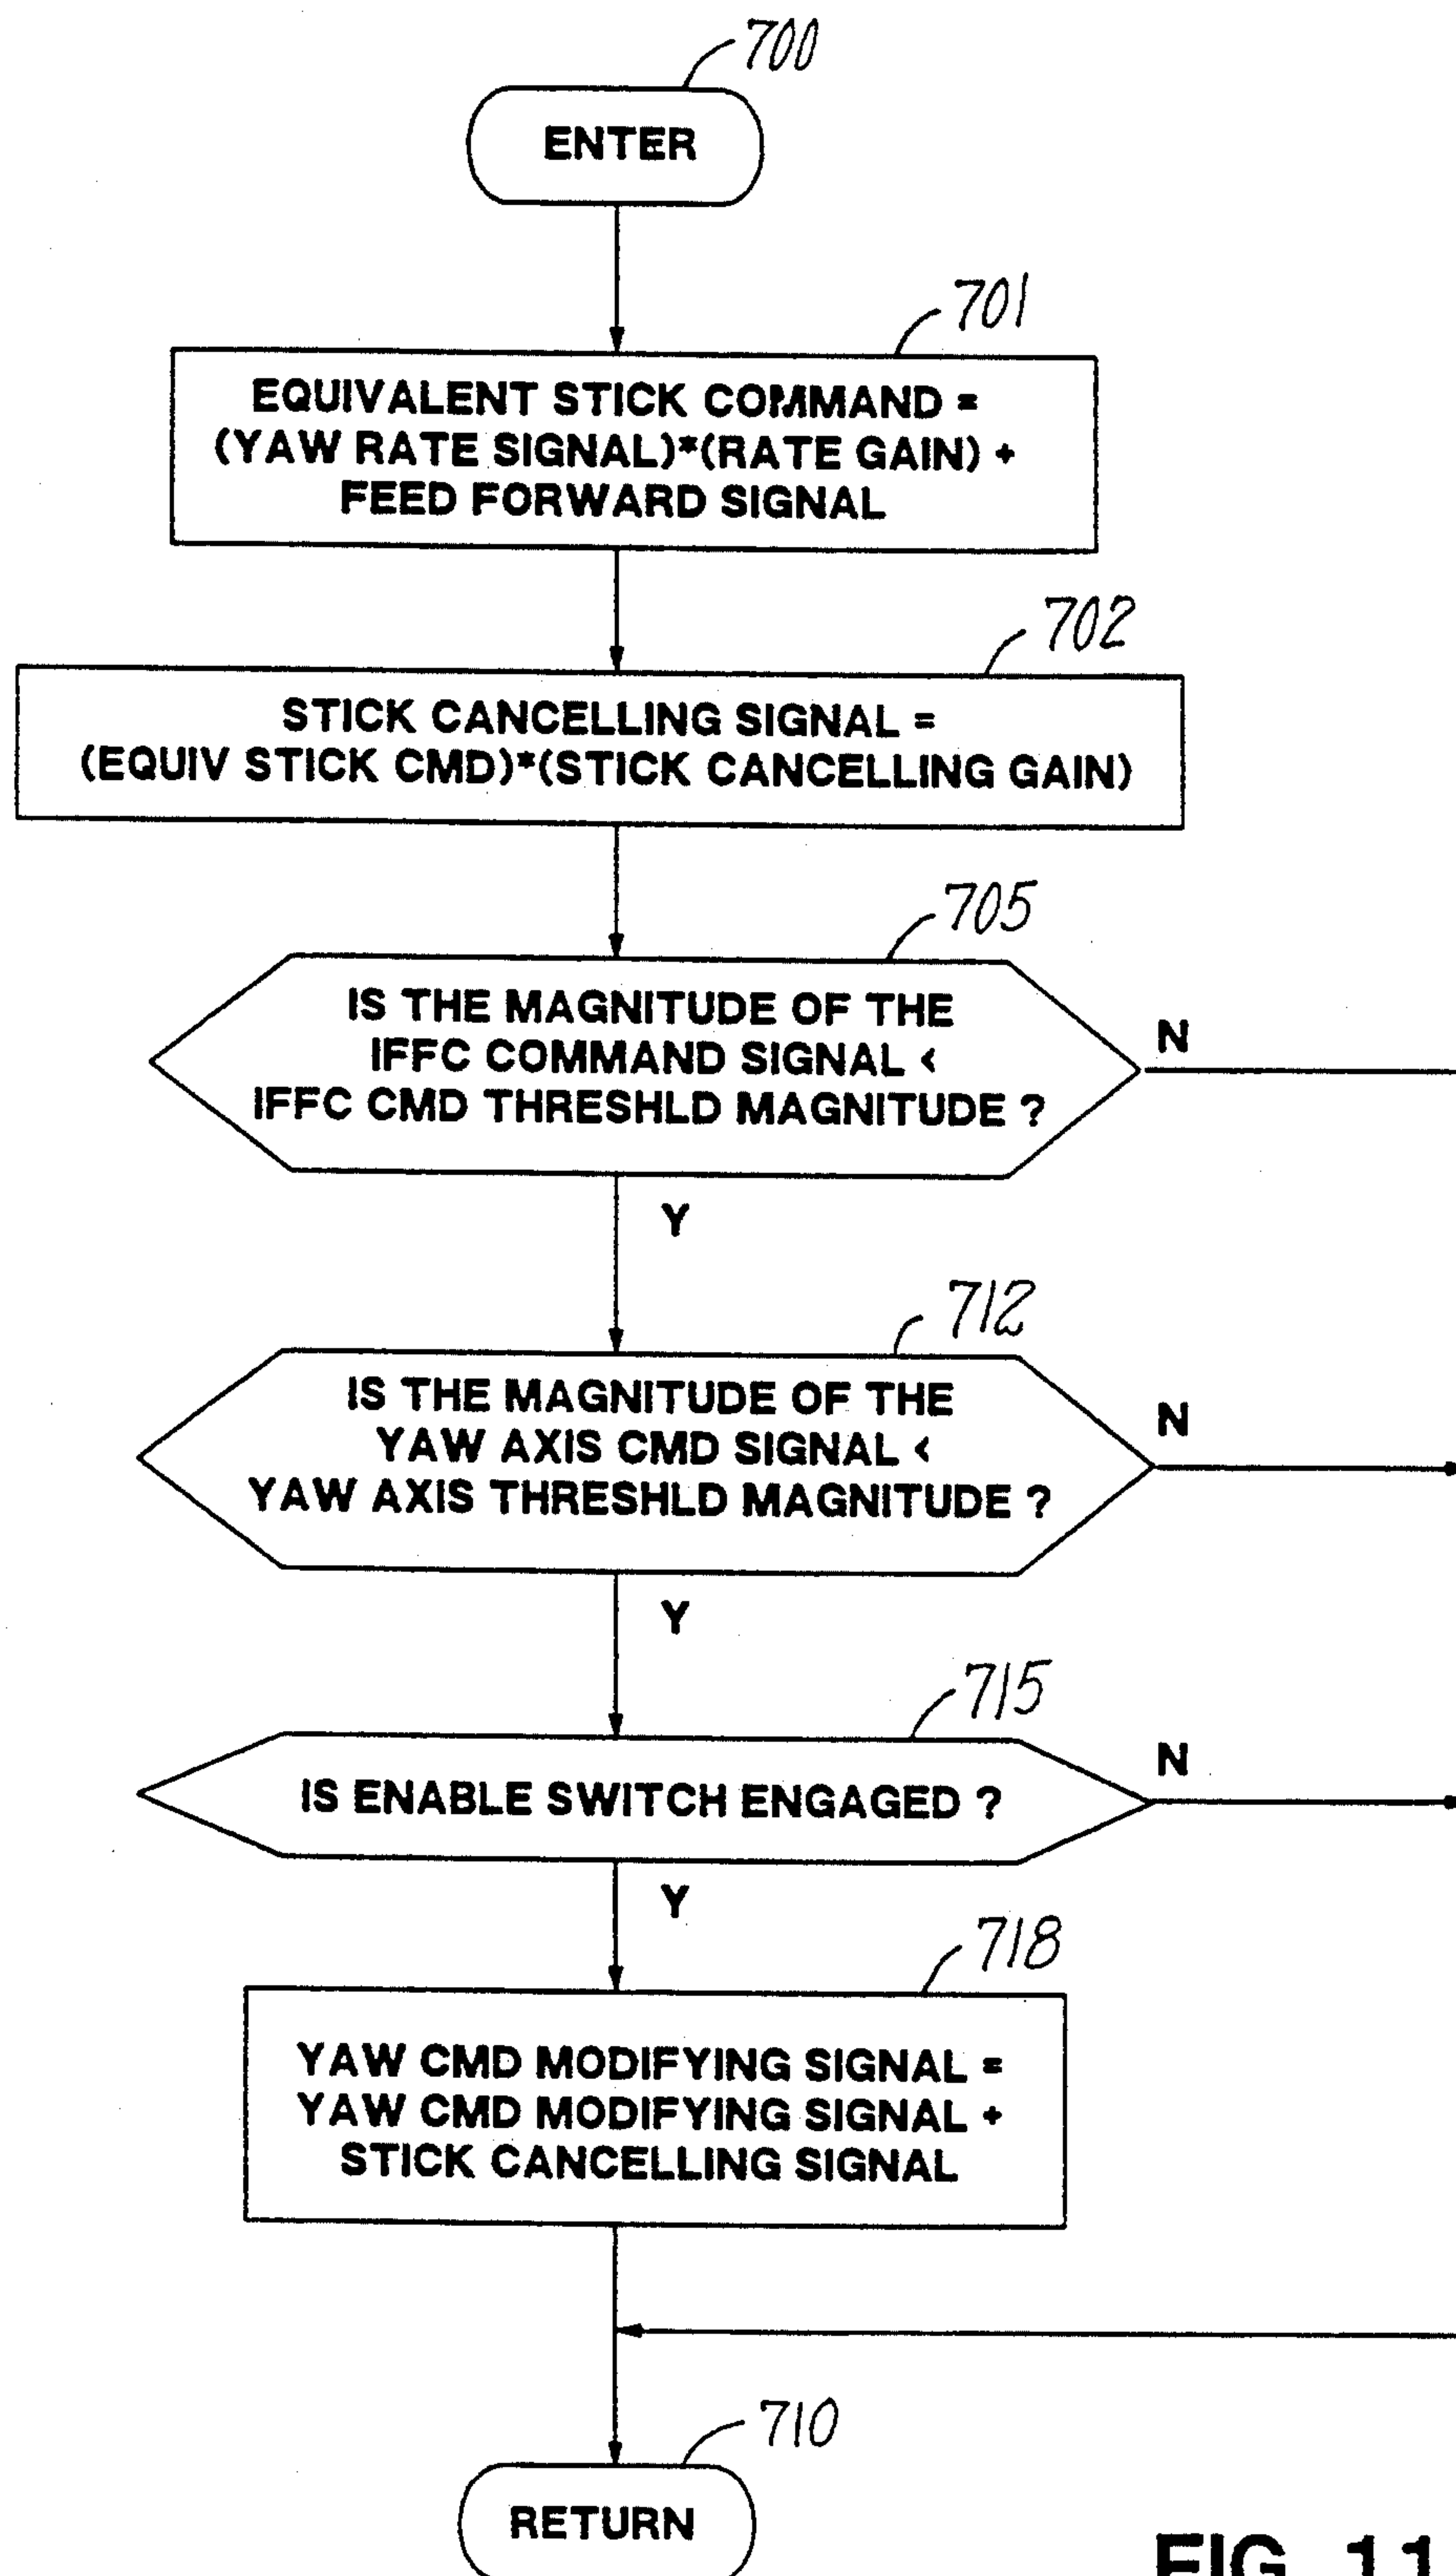 700
ENTER
701
EQUIVALENT STICK COMMAND =
(YAW RATE SIGNAL)*(RATE GAIN) +
FEED FORWARD SIGNAL
702
STICK CANCELLING SIGNAL =
(EQUIV STICK CMD)*(STICK CANCELLING GAIN)
705
IS THE MAGNITUDE OF THE
IFFC COMMAND SIGNAL <
IFFC CMD THRESHLD MAGNITUDE ?
N
Y
712
IS THE MAGNITUDE OF THE
YAW AXIS CMD SIGNAL <
YAW AXIS THRESHLD MAGNITUDE ?
N
Y
715
IS ENABLE SWITCH ENGAGED ?
N
Y
718
YAW CMD MODIFYING SIGNAL =
YAW CMD MODIFYING SIGNAL +
STICK CANCELLING SIGNAL
710
RETURN
FIG. 11